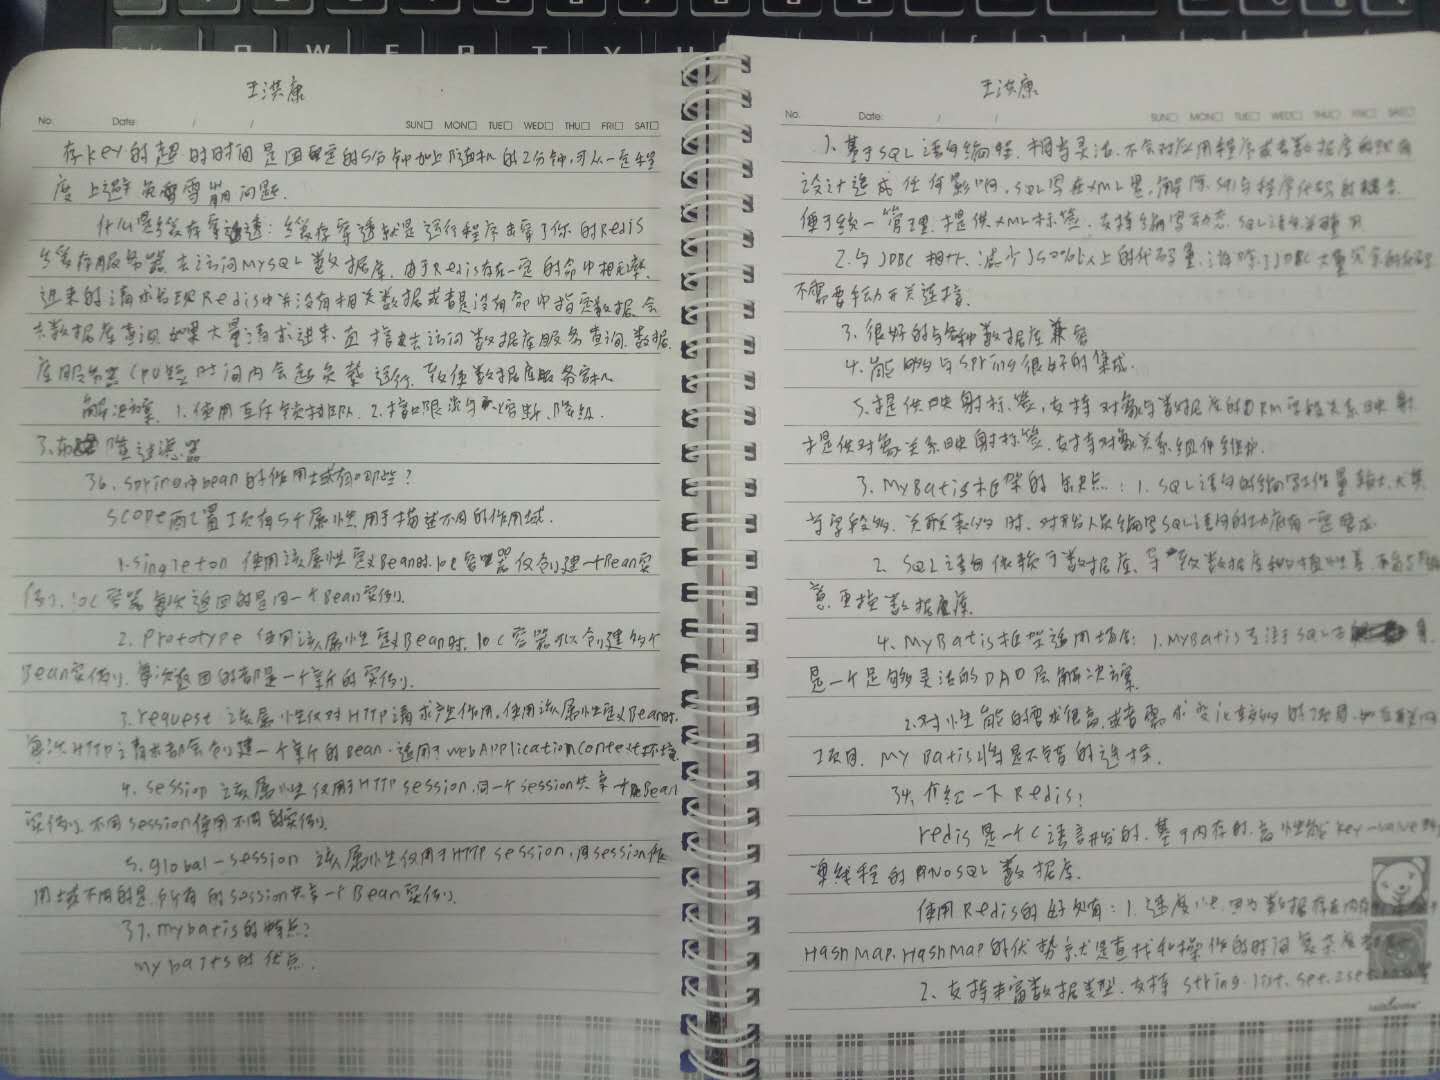 王洪康
No. Date: / / SUN MON TUE WED THU FRI SAT
存key的超时时间是固定的5分钟加上随机的2分钟,可以一定程
度上避免雪崩问题.
什么是缓存穿透: 缓存穿透就是运行程序击穿了你的Redis
缓存服务器去访问MySQL数据库. 由于Redis存在一定的命中概率.
进来的请求发现Redis中并没有相关数据或者是没有命中指定数据.会
去数据库查询.如果大量请求进来.直接去访问数据库服务查询.数据
库服务器CPU短时间内会超负载运行.致使数据库服务宕机
解决方案. 1.使用互斥锁排队. 2.接口限流与熔断、降级.
3.布隆过滤器
36. Spring中bean的作用域有哪些?
scope配置项有5个属性.用于描述不同的作用域.
1.singleton 使用该属性定义Bean时.IOC容器仅创建一个Bean实
例. IOC容器每次返回的是同一个Bean实例.
2. Prototype 使用该属性定义Bean时. IOC容器可以创建多个
Bean实例. 每次返回的都是一个新的实例.
3.request 该属性仅对HTTP请求产生作用.使用该属性定义Bean时.
每次HTTP请求都会创建一个新的Bean.适用于WebApplicationContext环境.
4. session 该属性仅用于HTTP session.同一个session共享一个Bean
实例.不同session使用不同的实例.
5. global-session 该属性仅用于HTTP session,同session作
用域不同的是.所有的session共享一个Bean实例.
37. mybatis的特点?
mybaits的优点.
王洪康
No. Date: / / SUN MON TUE WED THU FRI SAT
1.基于SQL语句编程.相当灵活.不会对应用程序或者数据库的现有
设计造成任何影响,SQL写在XML里,解除sql与程序代码的耦合.
便于统一管理.提供XML标签.支持编写动态SQL语句并重用
2.与JDBC相比.减少了50%以上的代码量.消除了JDBC大量冗余的代码
不需要手动开关连接.
3. 很好的与各种数据库兼容
4.能够与Spring很好的集成.
5.提供映射标签,支持对象与数据库的ORM字段关系映射
提供对象关系映射标签.支持对象关系组件维护.
3. MyBatis框架的缺点: 1. SQL语句的编写工作量较大.尤其
当字段多.关联表多时.对开发人员编写SQL语句的功底有一定要求
2. SQL语句依赖于数据库、导致数据库移植性差.不能
意更换数据库.
4. MyBatis框架适用场合: 1.MyBatis专注于SQL
是一个足够灵活的DAO层解决方案.
2.对性能的要求很高.或者需求变化较多的项目.如互联网
项目. MyBatis将是不错的选择.
34.介绍一下Redis?
redis是一个C语言开发的.基于内存的.高性能key-value
单线程的NoSQL数据库.
使用Redis的好处有: 1.速度快.因为数据存在内存
HashMap.HashMap的优势就是查找和操作的时间复杂度
2.支持丰富数据类型.支持string.list.set.zset